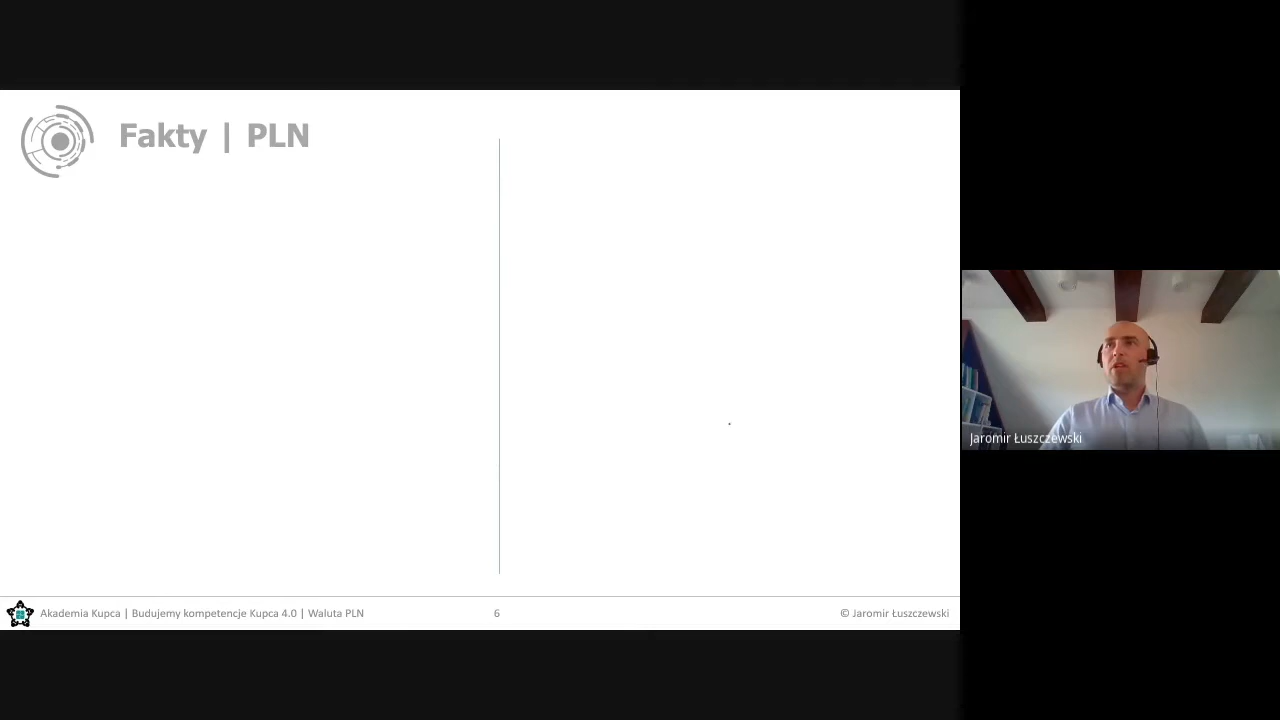 Fakty | PLN
Jaromir Łuszczewski
Akademia Kupca | Budujemy kompetencje Kupca 4.0 | Waluta PLN
6
© Jaromir Łuszczewski